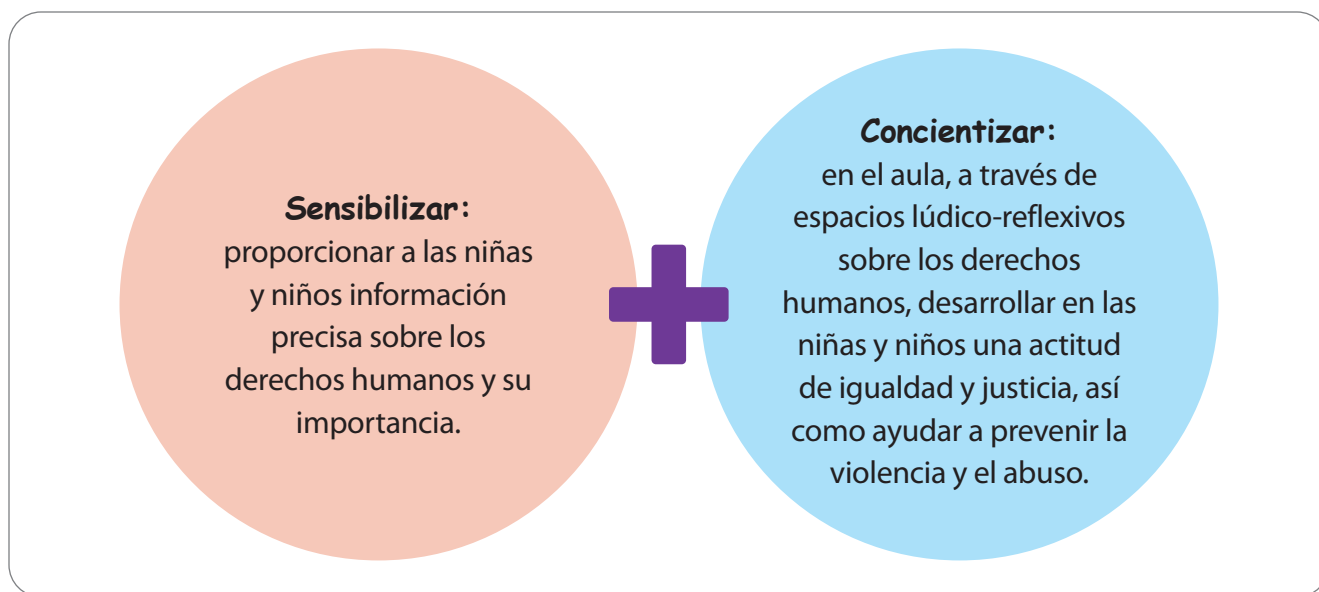 Sensibilizar:
proporcionar a las niñas
y niños información
precisa sobre los
derechos humanos y su
importancia.
Concientizar:
en el aula, a través de
espacios lúdico-reflexivos
sobre los derechos
humanos, desarrollar en las
niñas y niños una actitud
de igualdad y justicia, así
como ayudar a prevenir la
violencia y el abuso.